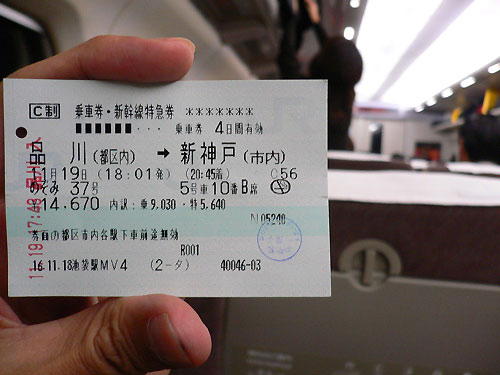 C制 乗車券・新幹線特急券 *******
■■■■■■・・・ 乗車券 4日間有効
品 川(都区内) ➡ 新神戸(市内)
11月19日(18:01発) (20:45着) C56
のぞみ 37号 5号車10番B席
¥14,670 内訳:乗9,030・特5,640
N05240
券面の都区市内各駅下車前途無効
R001
16.11.18池袋駅MV4 (2-タ) 40046-03